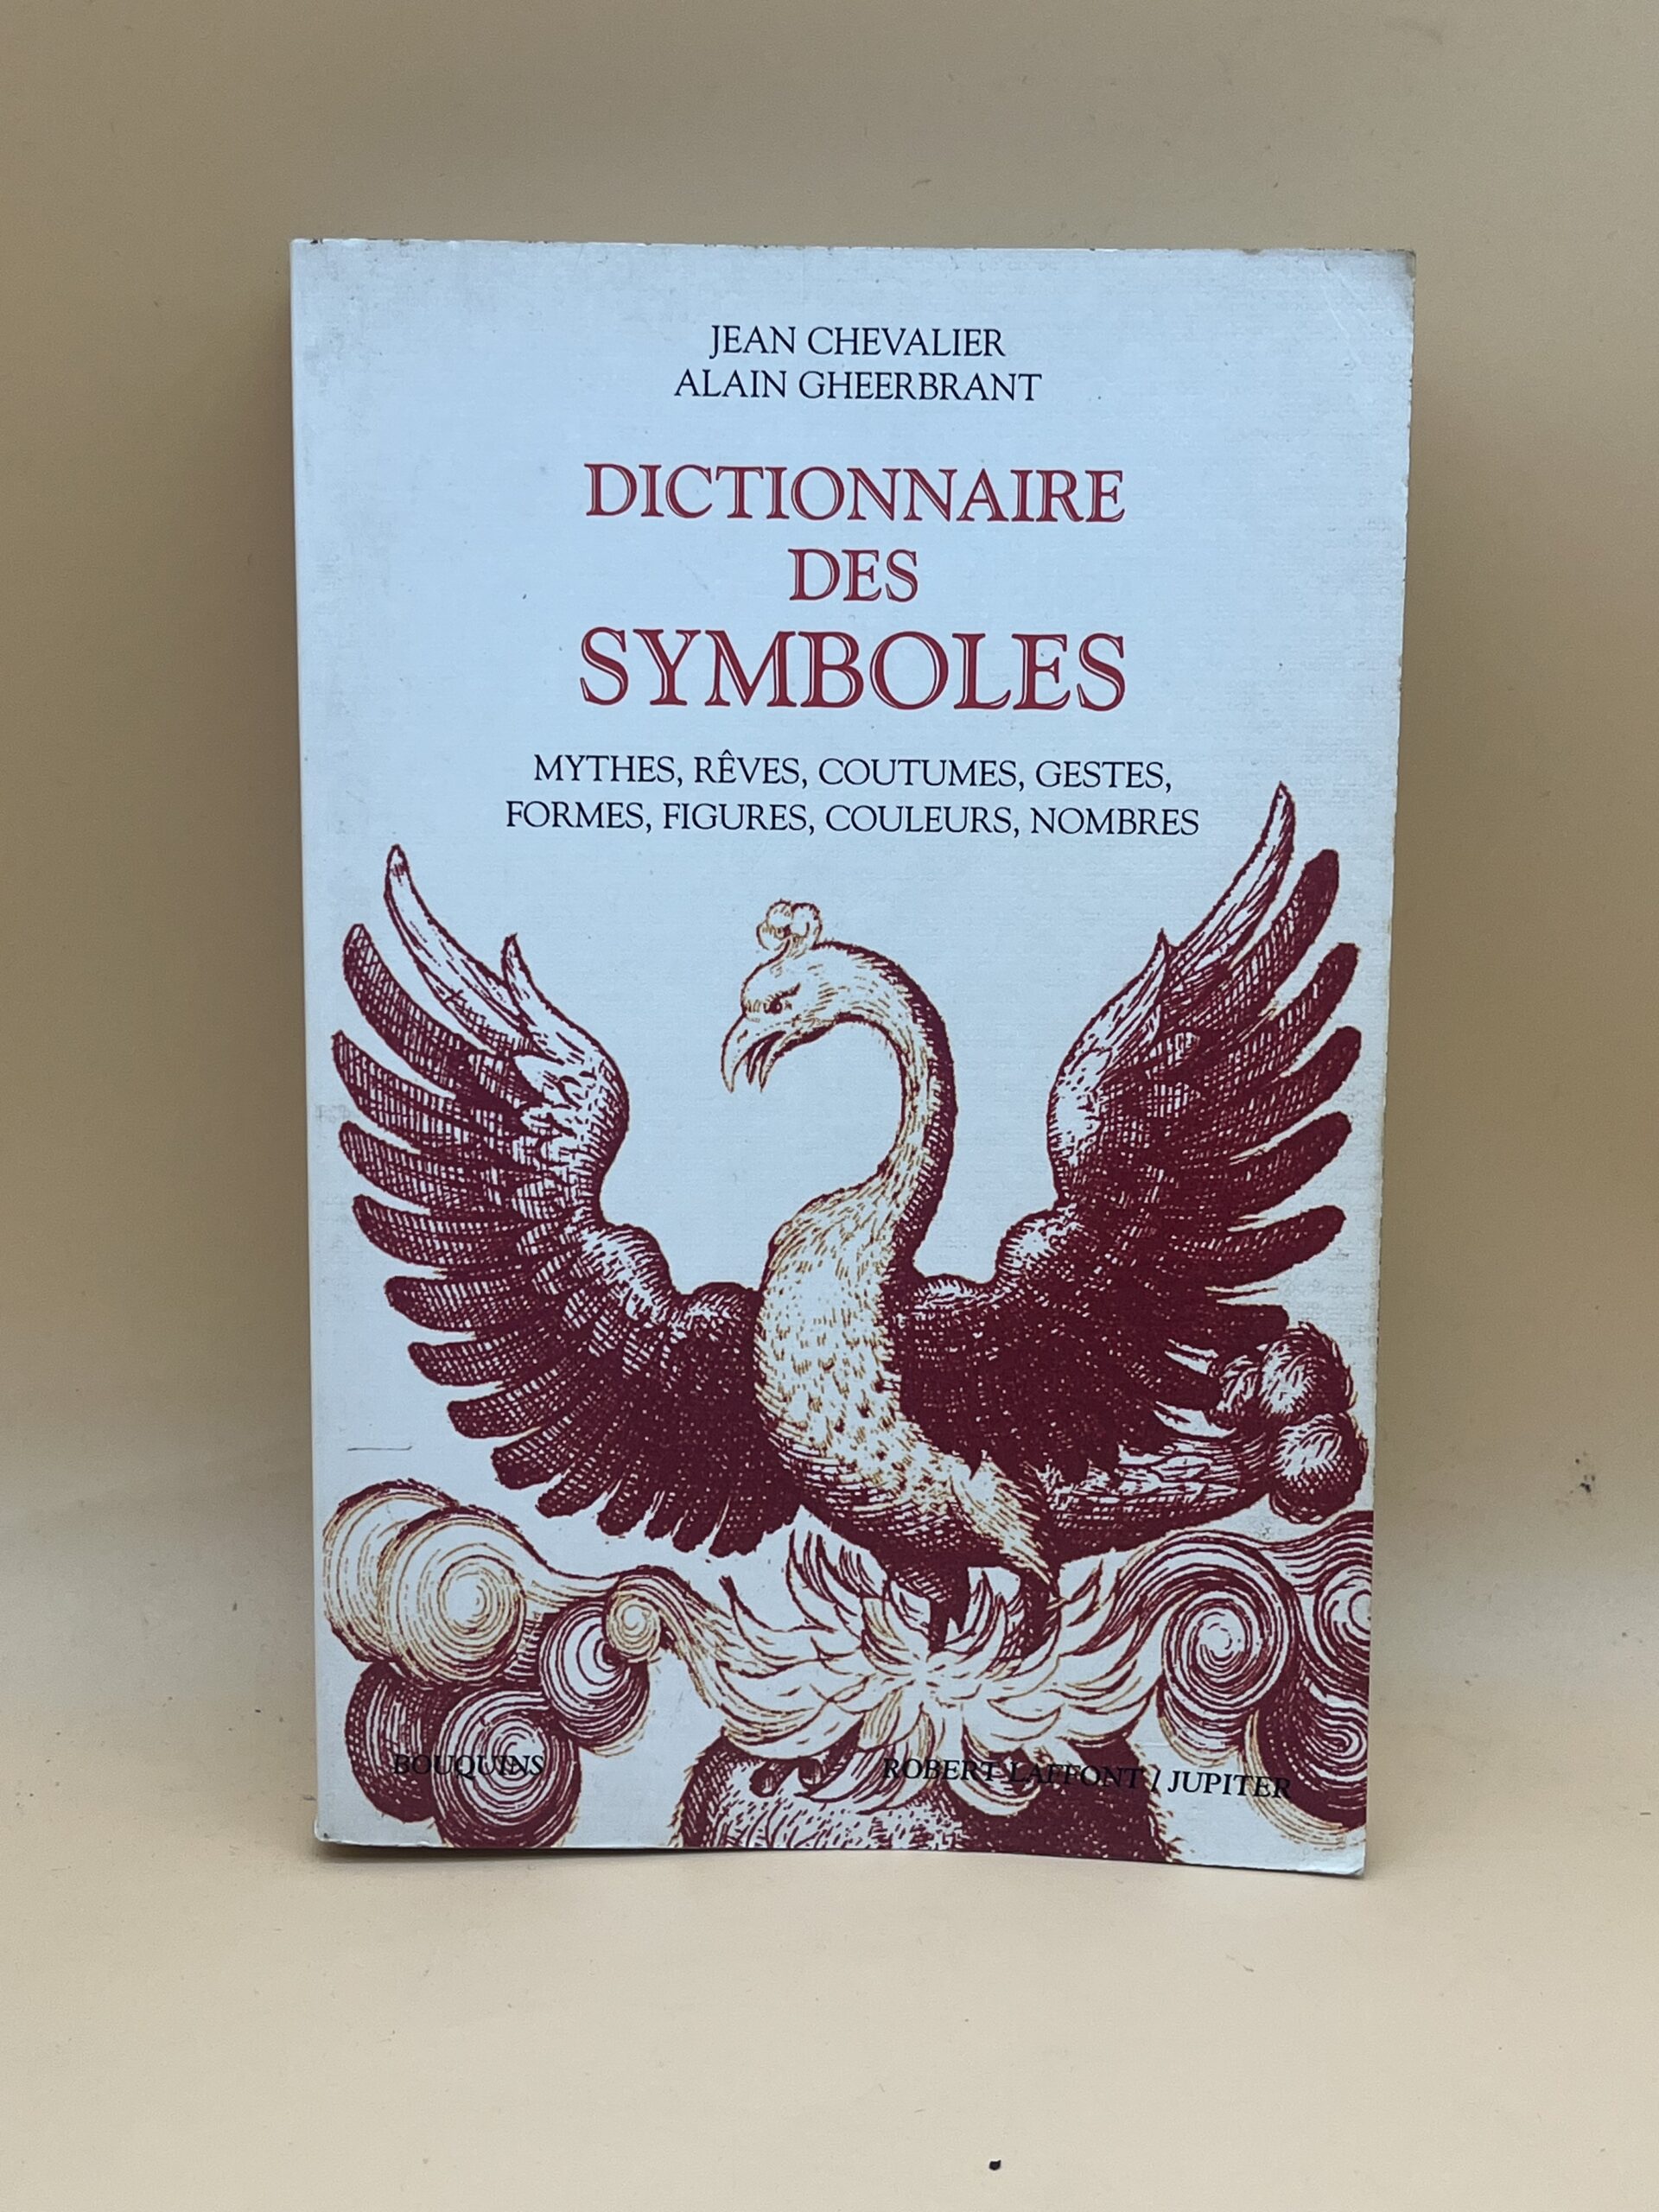 JEAN CHEVALIER
ALAIN GHEERBRANT
DICTIONNAIRE
DES
SYMBOLES
MYTHES, RÊVES, COUTUMES, GESTES,
FORMES, FIGURES, COULEURS, NOMBRES
BOUQUINS
ROBERT LAFFONT / JUPITER